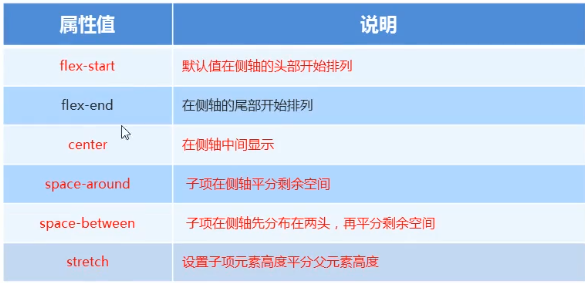 属性值 说明
flex-start 默认值在侧轴的头部开始排列
flex-end 在侧轴的尾部开始排列
center 在侧轴中间显示
space-around 子项在侧轴平分剩余空间
space-between 子项在侧轴先分布在两头，再平分剩余空间
stretch 设置子项元素高度平分父元素高度